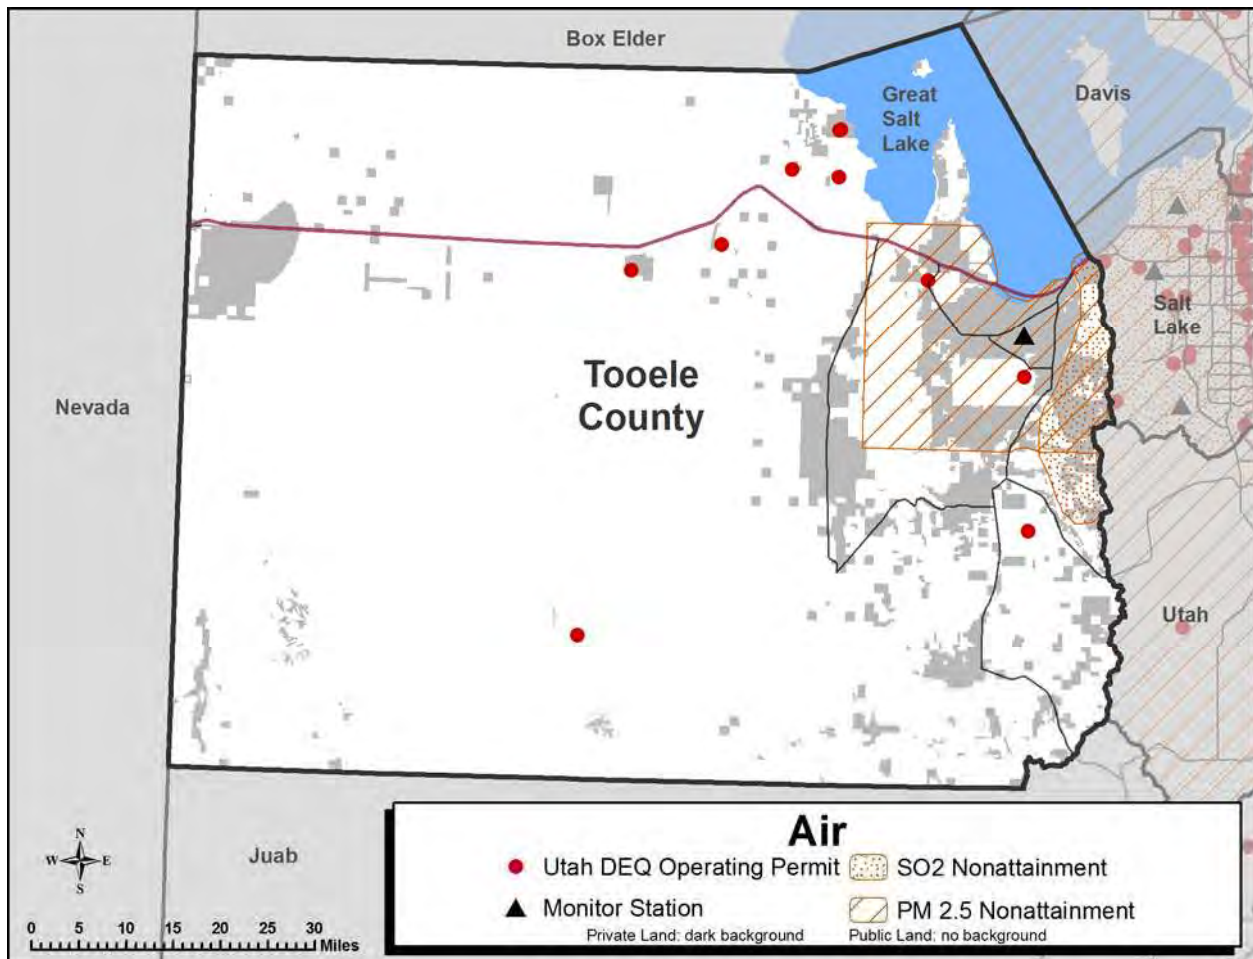 Box Elder
Great
Salt
Lake
Davis
Salt
Lake
Tooele
County
Nevada
Utah
Juab
N
W
E
S
0 5 10 15 20 25 30
Miles
Air
Utah DEQ Operating Permit
SO2 Nonattainment
Monitor Station
PM 2.5 Nonattainment
Private Land: dark background
Public Land: no background